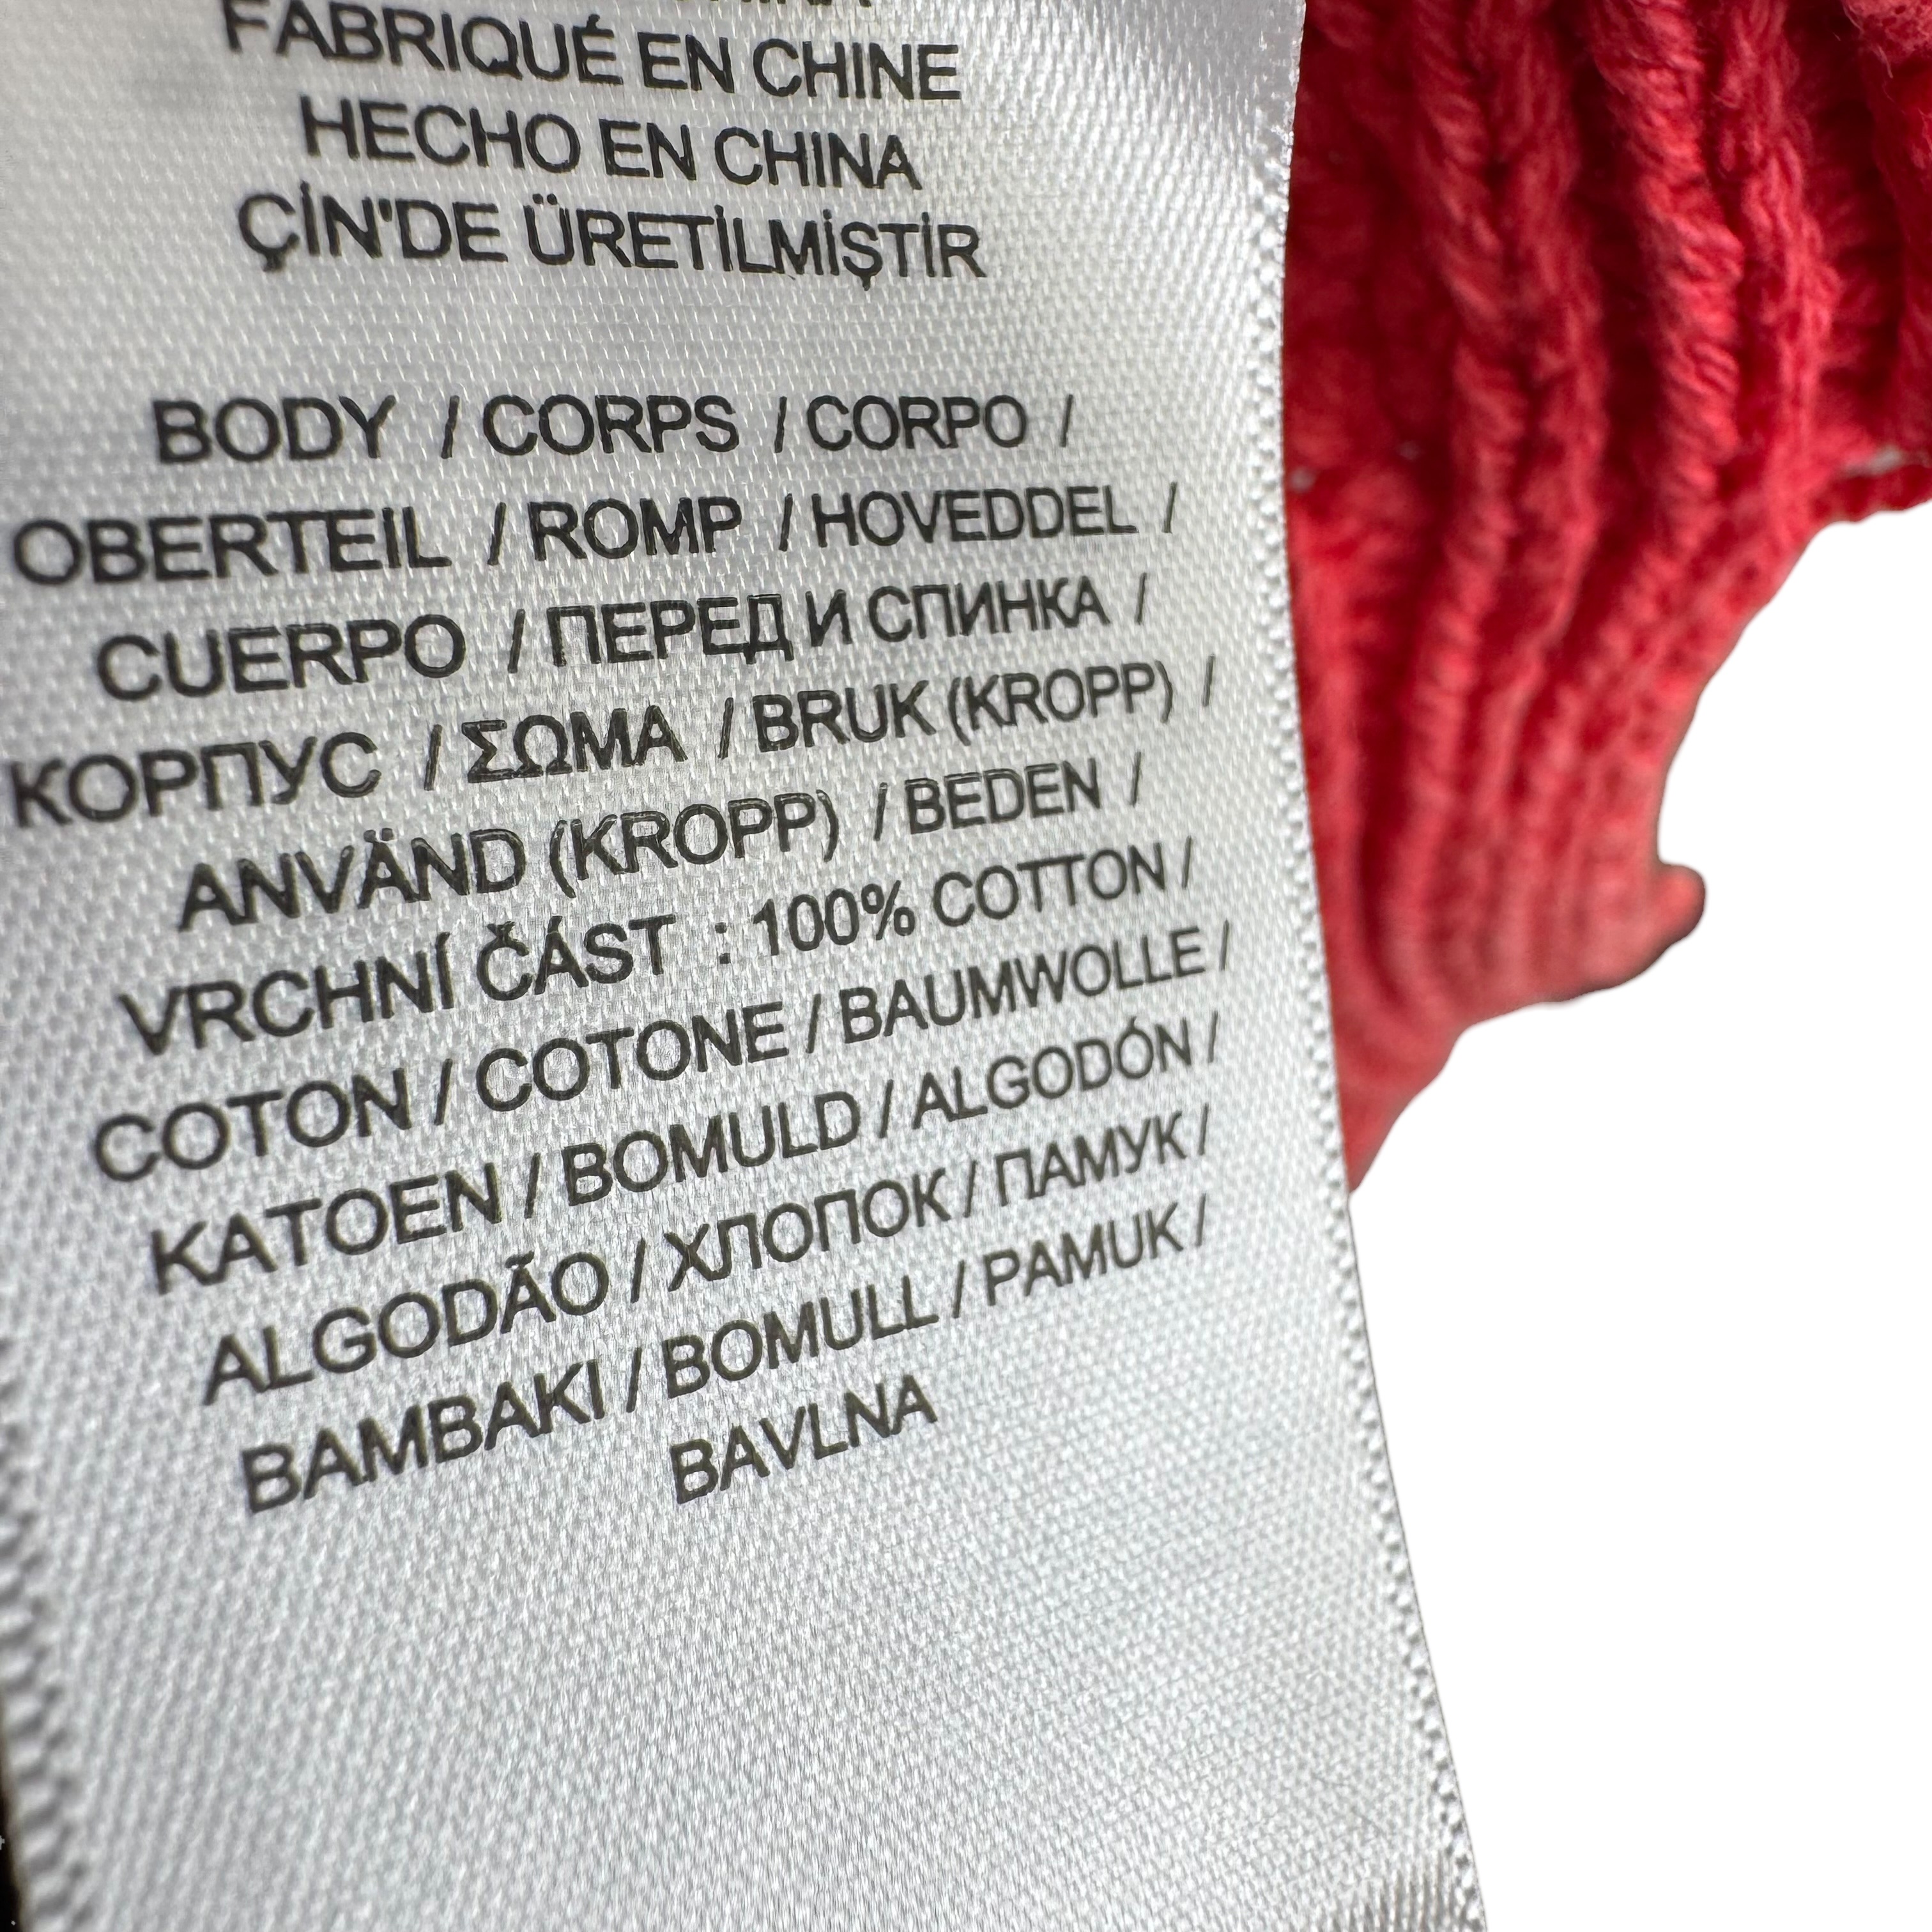 FABRIQUÉ EN CHINE
HECHO EN CHINA
ÇİN'DE ÜRETİLMİŞTİR
BODY / CORPS / CORPO /
OBERTEIL / ROMP / HOVEDDEL /
CUERPO / ПЕРЕД И СПИНКА /
КОРПУС / ΣΩΜΑ / BRUK (KROPP) /
ANVÄND (KROPP) / BEDEN /
VRCHNÍ ČÁST : 100% COTTON /
COTON / COTONE / BAUMWOLLE /
KATOEN / BOMULD / ALGODÓN /
ALGODÃO / ХЛОПОК / ПАМУК /
BAMBAKI / BOMULL / PAMUK /
BAVLNA